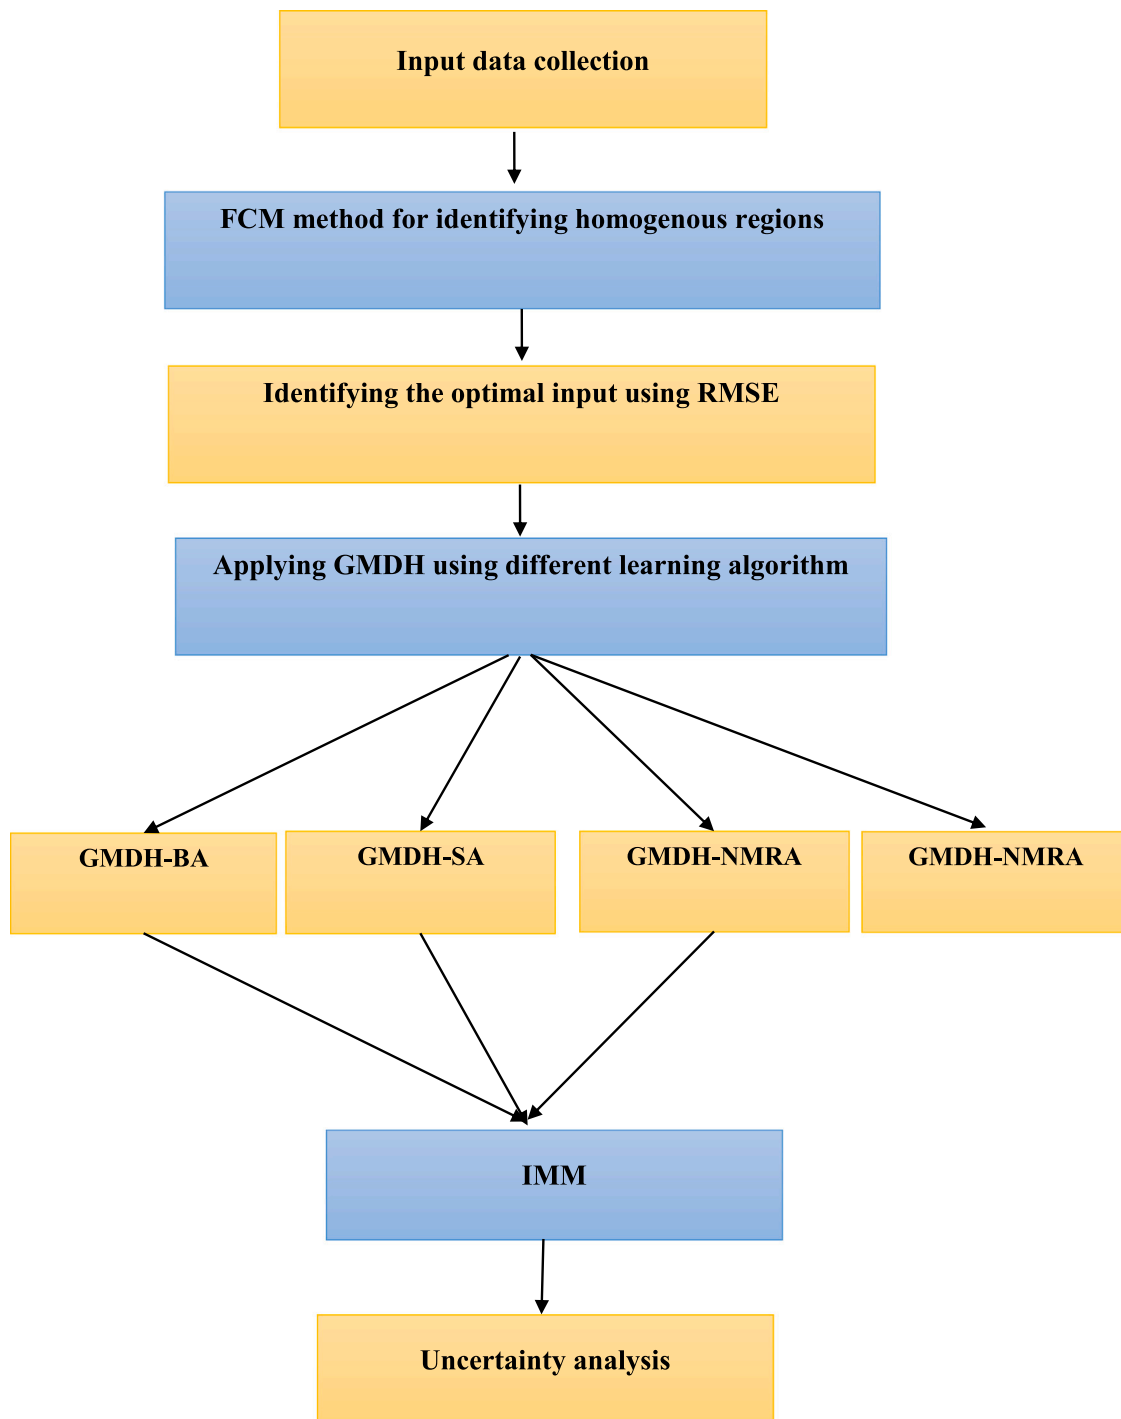 Input data collection
FCM method for identifying homogenous regions
Identifying the optimal input using RMSE
Applying GMDH using different learning algorithm
GMDH-BA
GMDH-SA
GMDH-NMRA
GMDH-NMRA
IMM
Uncertainty analysis